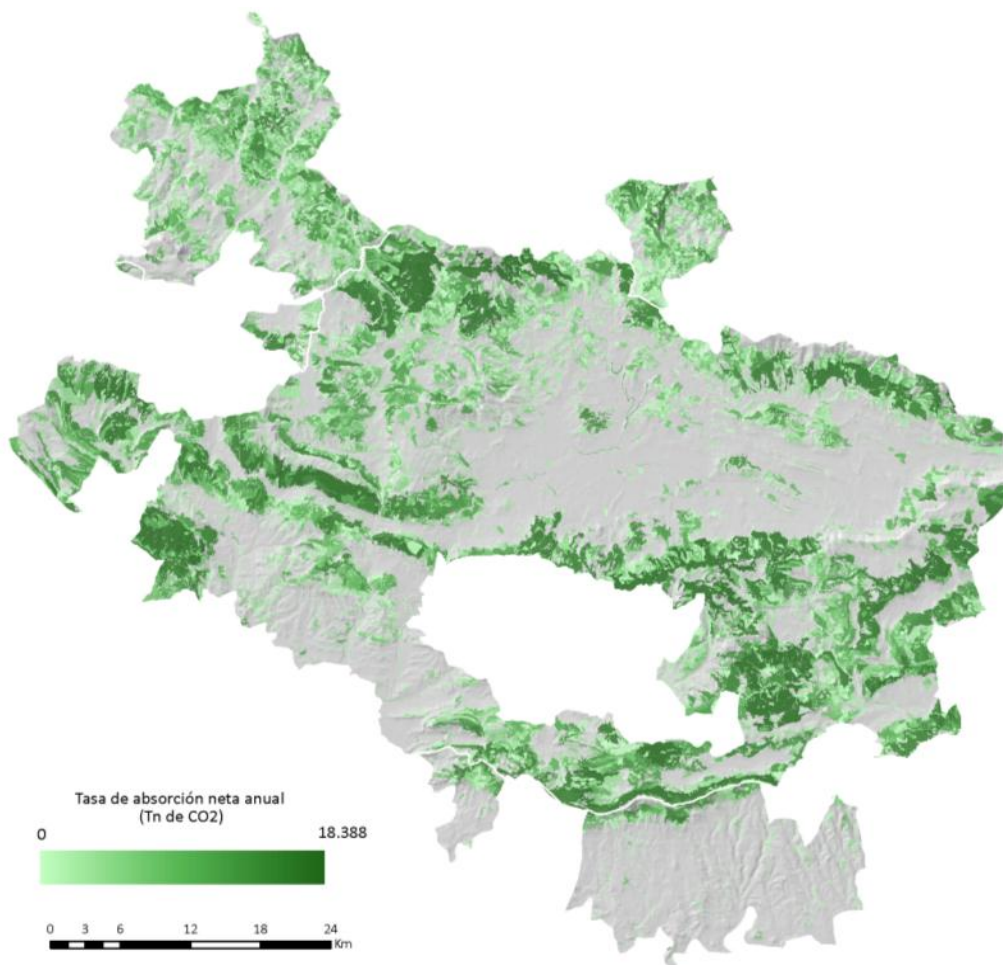 Tasa de absorción neta anual
(Tn de CO2)
0 18.388
0 3 6 12 18 24
Km